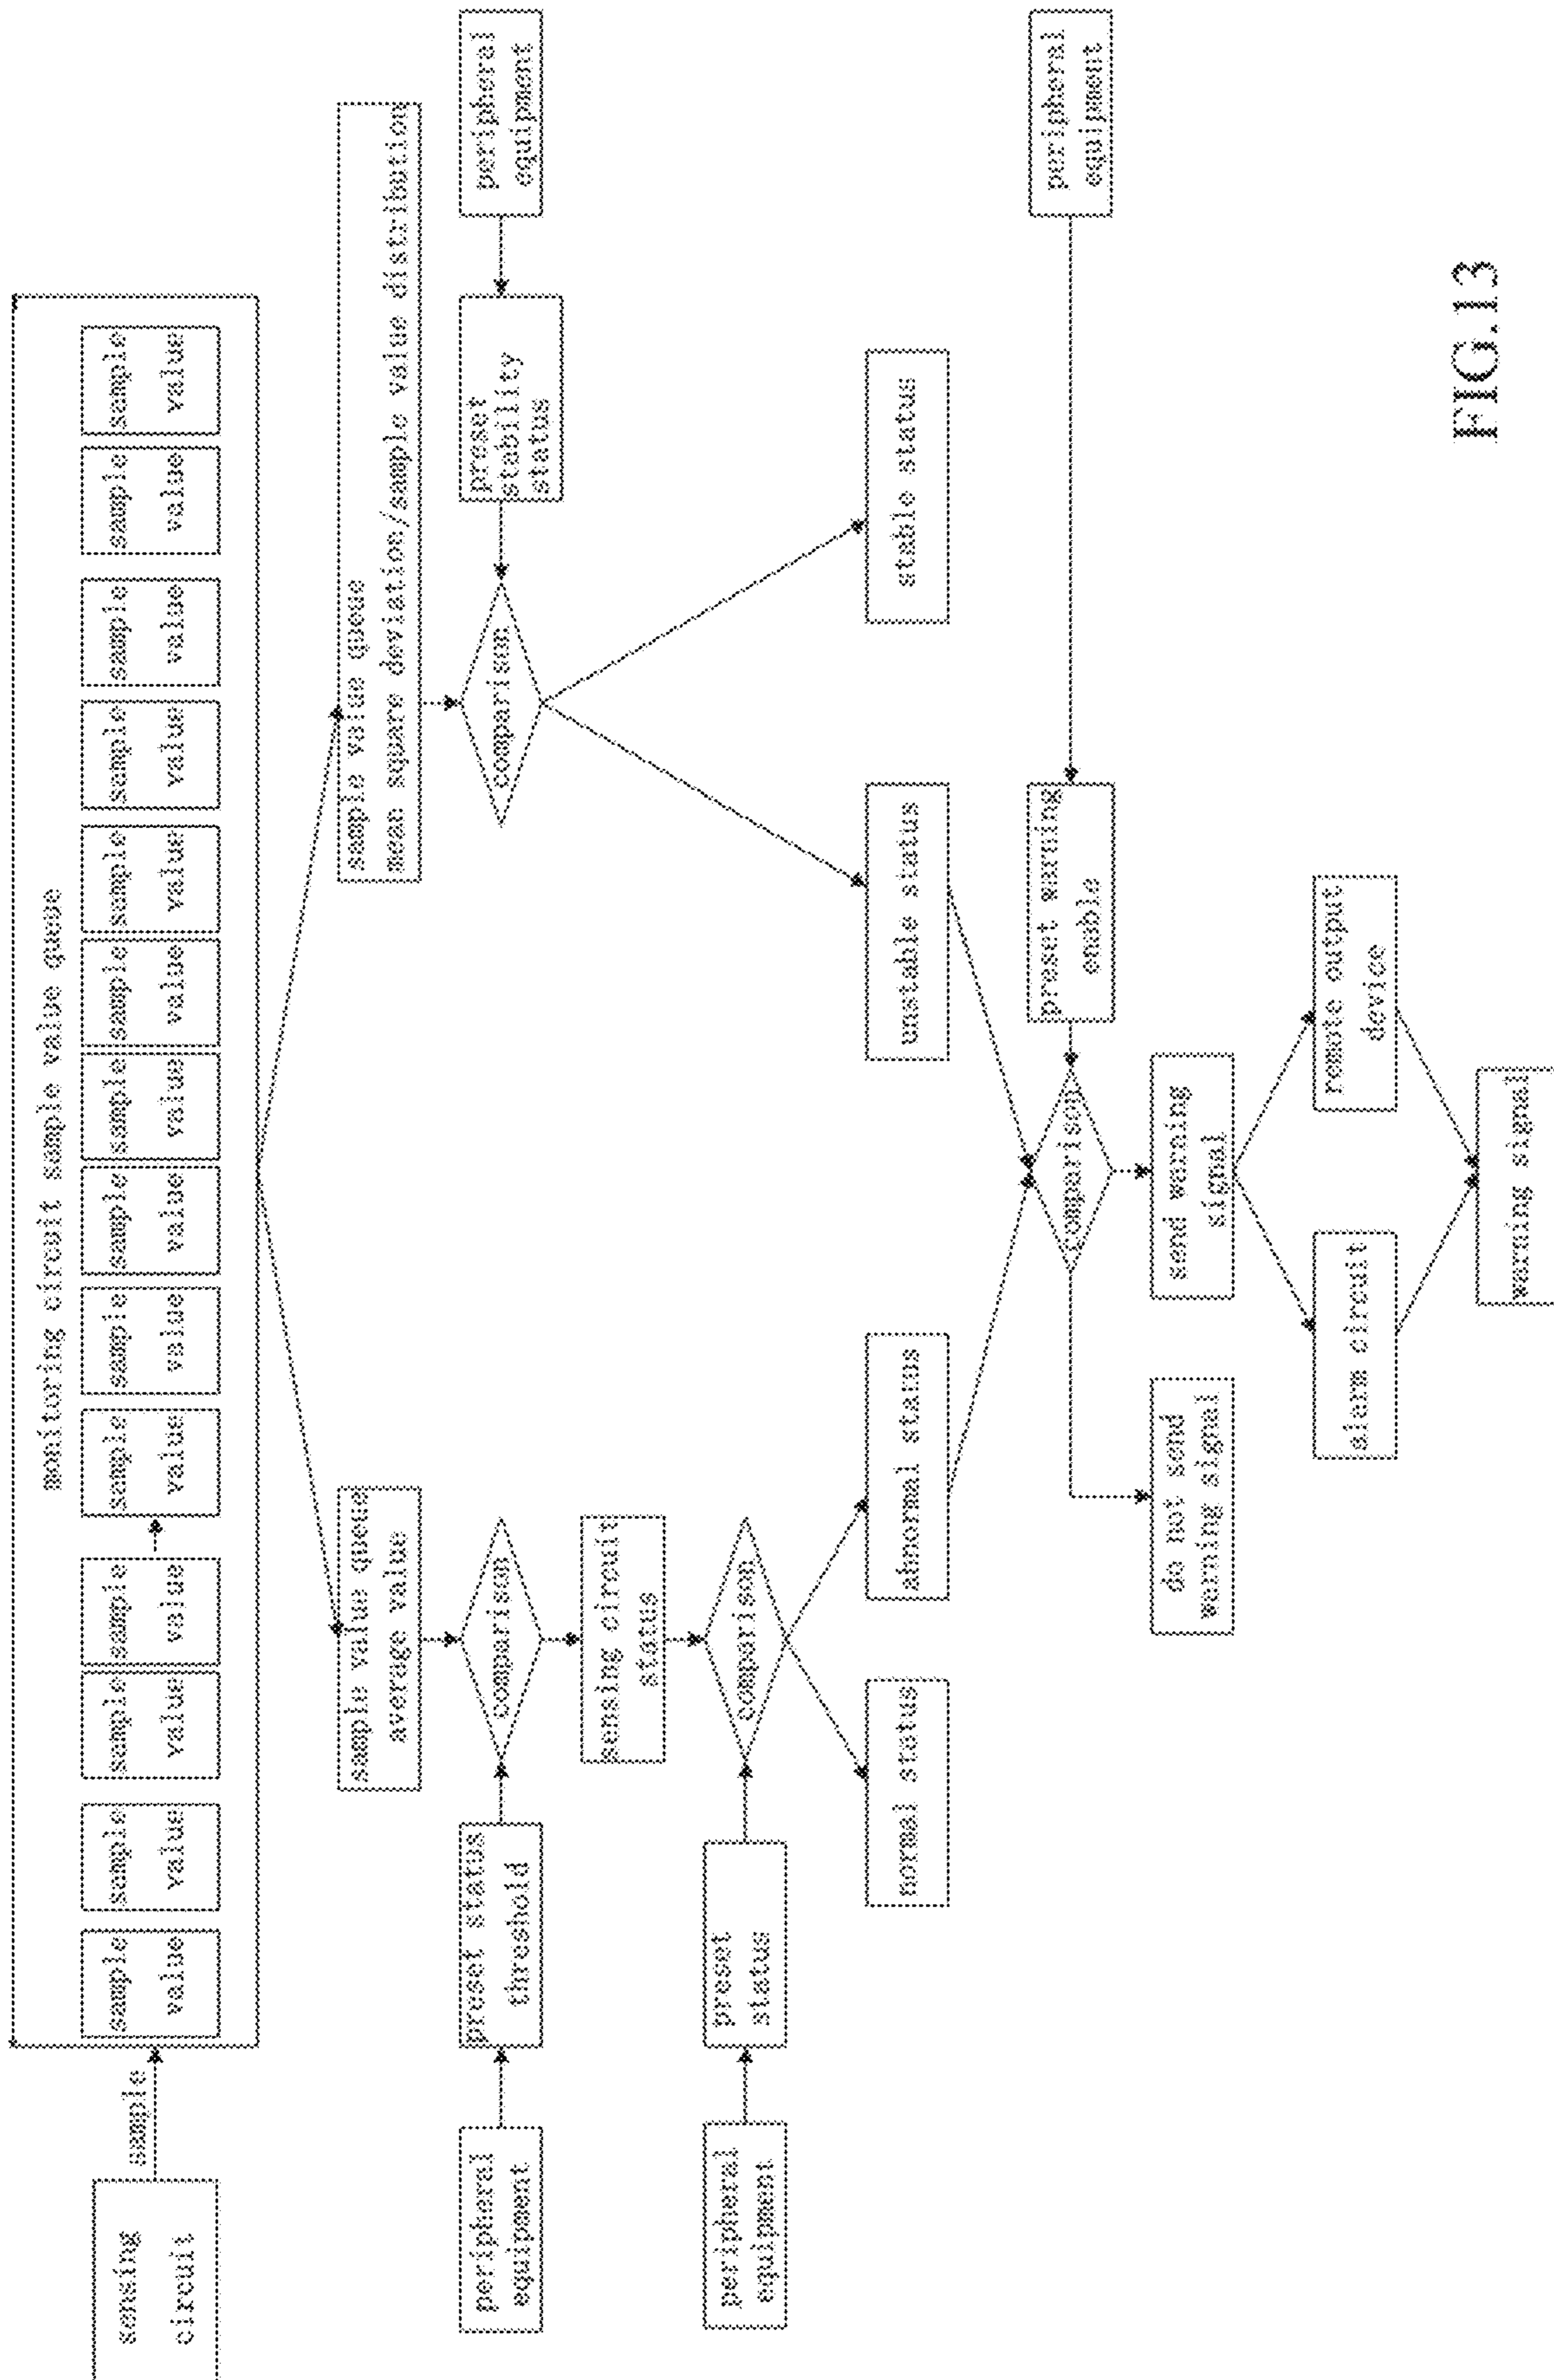 monitoring circuit sample value queue
sensing
circuit
sample
sample
value
sample
value
sample
value
sample
value
sample
value
sample
value
sample
value
sample
value
sample
value
sample
value
sample
value
sample
value
sample
value
sample
value
sample value queue
average value
sample value queue
mean square deviation/sample value distribution
peripheral
equipment
preset status
threshold
comparison
comparison
preset
stability
status
peripheral
equipment
sensing circuit
status
peripheral
equipment
preset
status
comparison
normal status
abnormal status
unstable status
stable status
comparison
preset warning
enable
peripheral
equipment
do not send
warning signal
send warning
signal
alarm circuit
remote output
device
warning signal
FIG.13